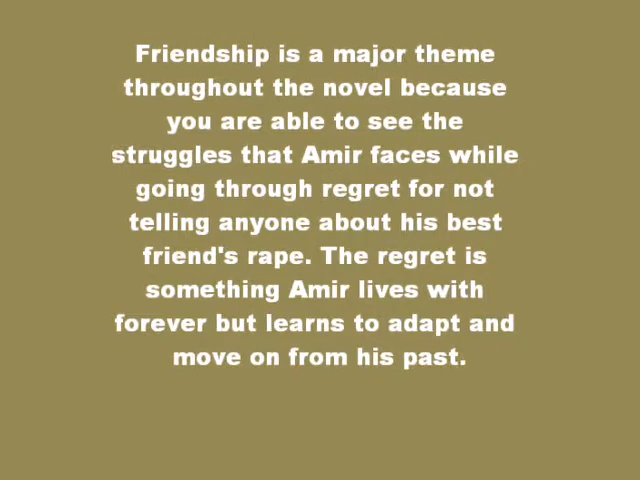 Friendship is a major theme
throughout the novel because
you are able to see the
struggles that Amir faces while
going through regret for not
telling anyone about his best
friend's rape. The regret is
something Amir lives with
forever but learns to adapt and
move on from his past.